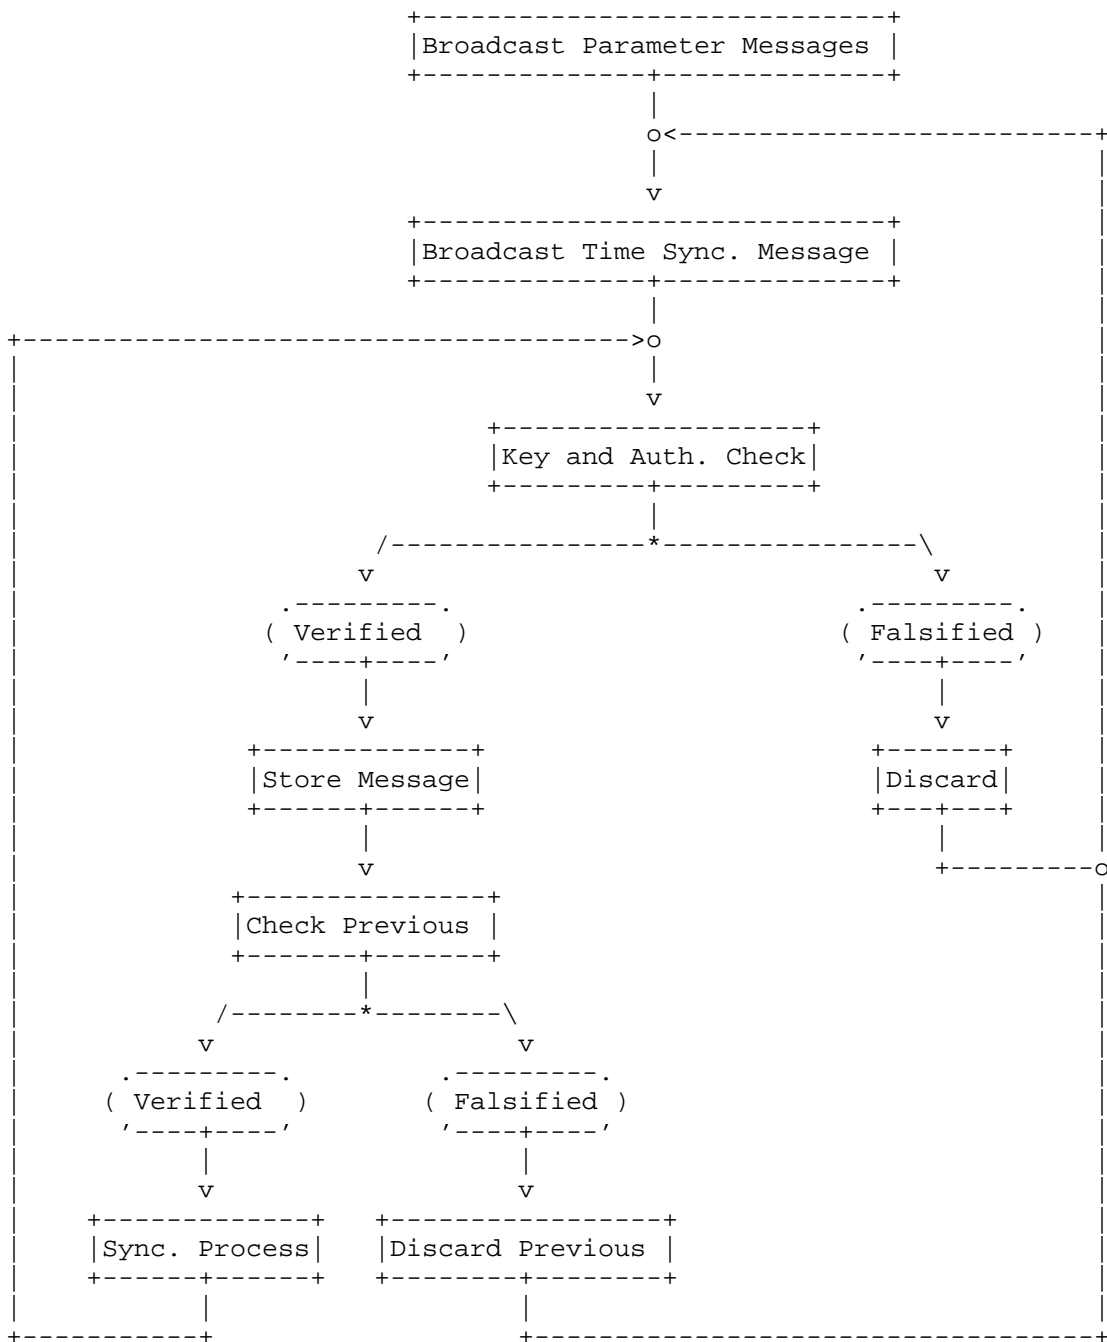 Broadcast Parameter Messages
Broadcast Time Sync. Message
Key and Auth. Check
Verified
Falsified
Store Message
Discard
Check Previous
Verified
Falsified
Sync. Process
Discard Previous